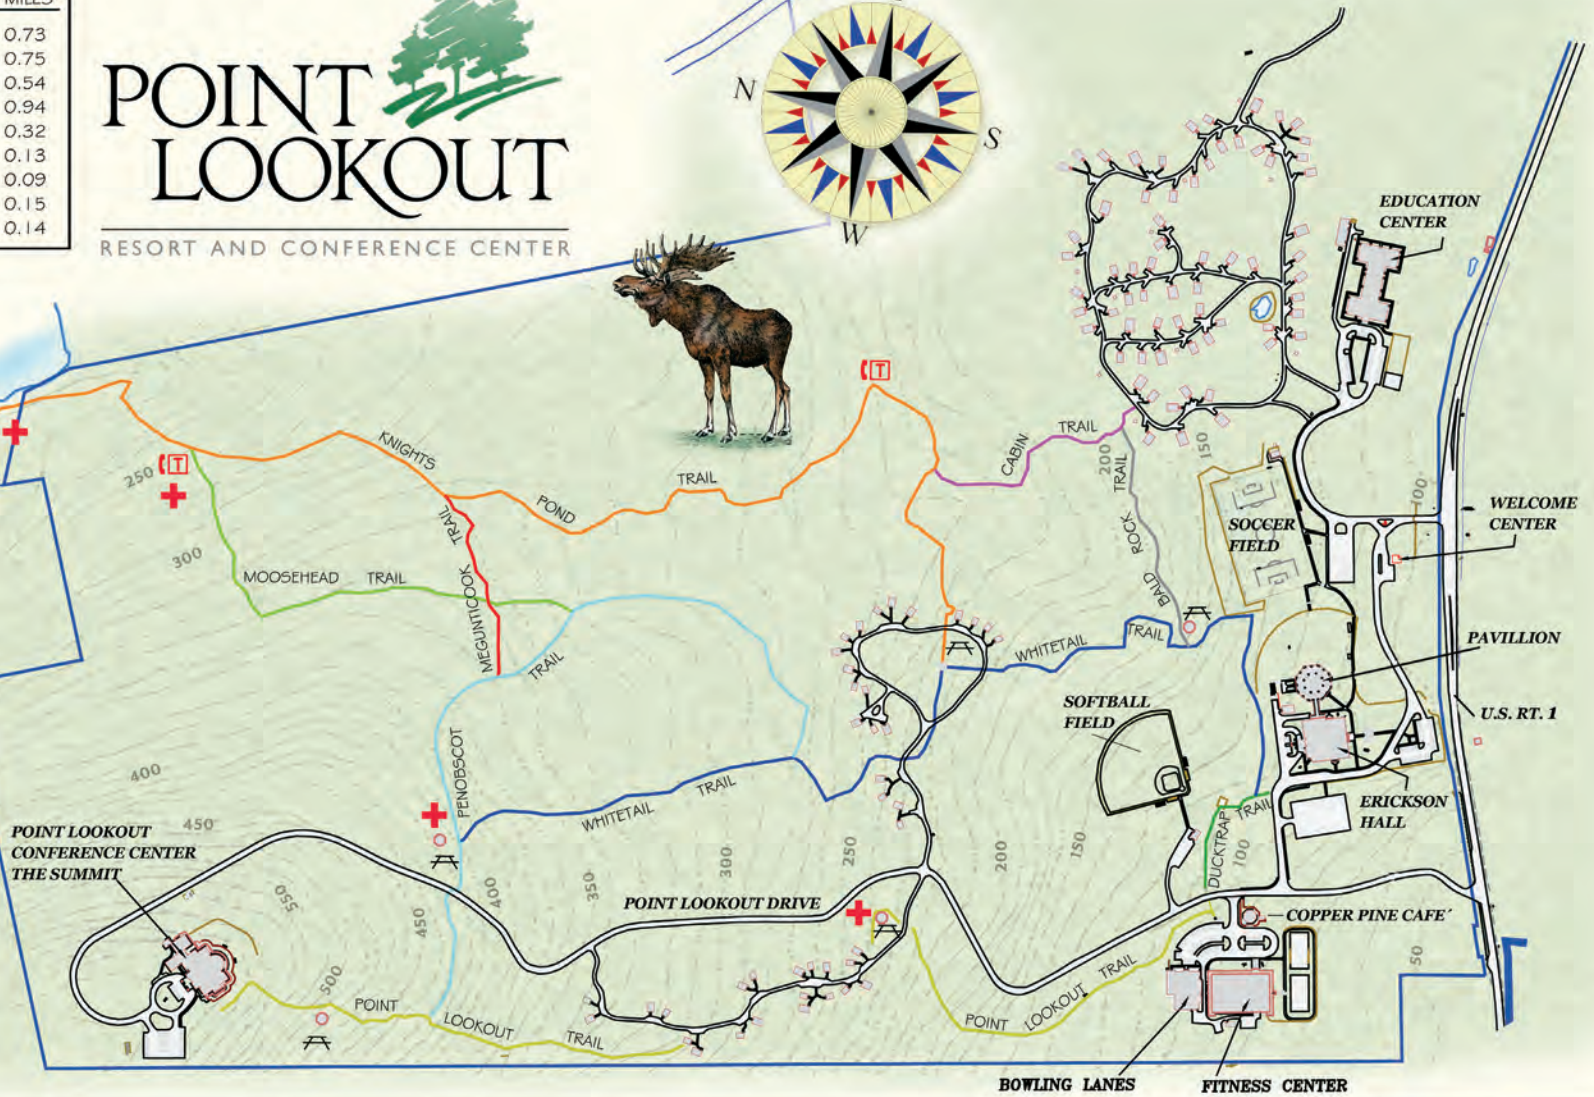 MILES
0.73
0.75
0.54
0.94
0.32
0.13
0.09
0.15
0.14
POINT
LOOKOUT
RESORT AND CONFERENCE CENTER
N
S
W
EDUCATION
CENTER
T
KNIGHTS
POND
TRAIL
CABIN
TRAIL
200
150
100
TRAIL
ROCK
BALD
250
T
300
MOOSEHEAD TRAIL
TRAIL
MEGUNTICOOK
SOCCER
FIELD
WELCOME
CENTER
WHITETAIL
TRAIL
PAVILLION
TRAIL
SOFTBALL
FIELD
U.S. RT. 1
PENOBSCOT
400
450
WHITETAIL
TRAIL
ERICKSON
HALL
TRAIL
DUCKTRAP
100
POINT LOOKOUT
CONFERENCE CENTER
THE SUMMIT
550
450
400
350
300
250
200
150
POINT LOOKOUT DRIVE
COPPER PINE CAFE´
500
POINT
LOOKOUT
TRAIL
POINT
LOOKOUT
TRAIL
50
BOWLING LANES
FITNESS CENTER